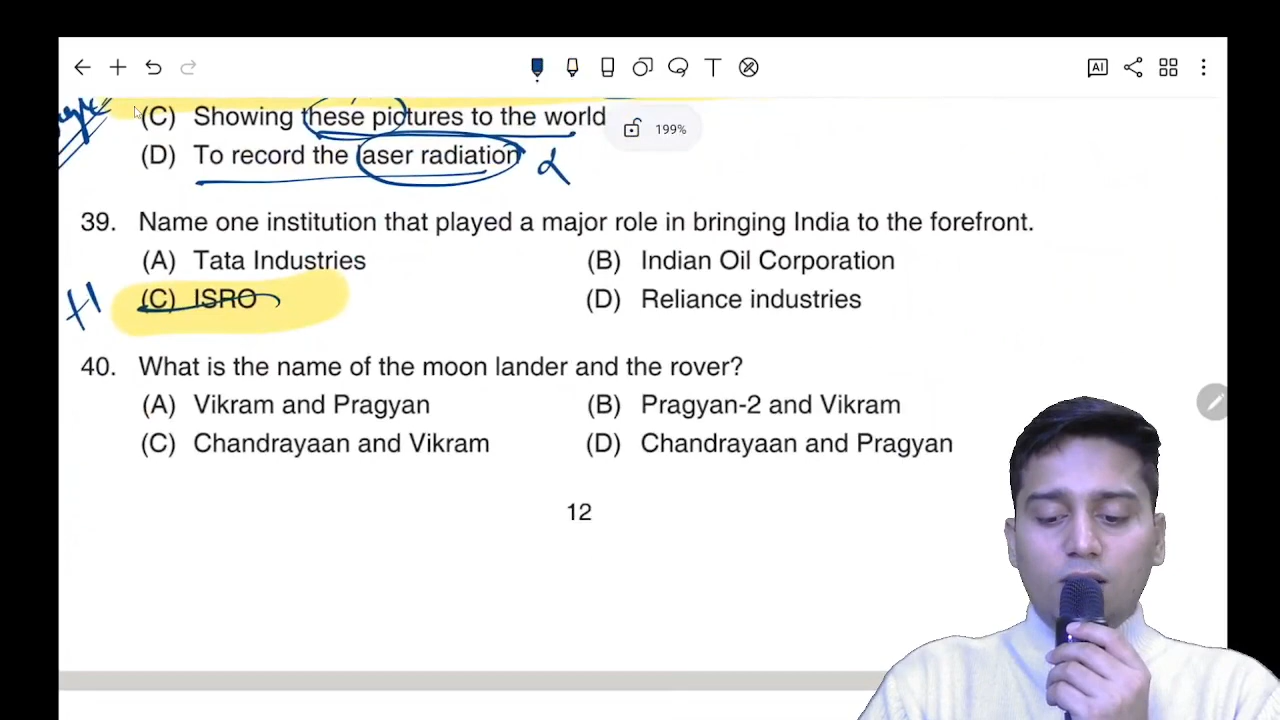 AI
(C) Showing these pictures to the world
199%
(D) To record the laser radiation
39. Name one institution that played a major role in bringing India to the forefront.
(A) Tata Industries
(B) Indian Oil Corporation
+1
(C) ISRO
(D) Reliance industries
40. What is the name of the moon lander and the rover?
(A) Vikram and Pragyan
(B) Pragyan-2 and Vikram
(C) Chandrayaan and Vikram
(D) Chandrayaan and Pragyan
12